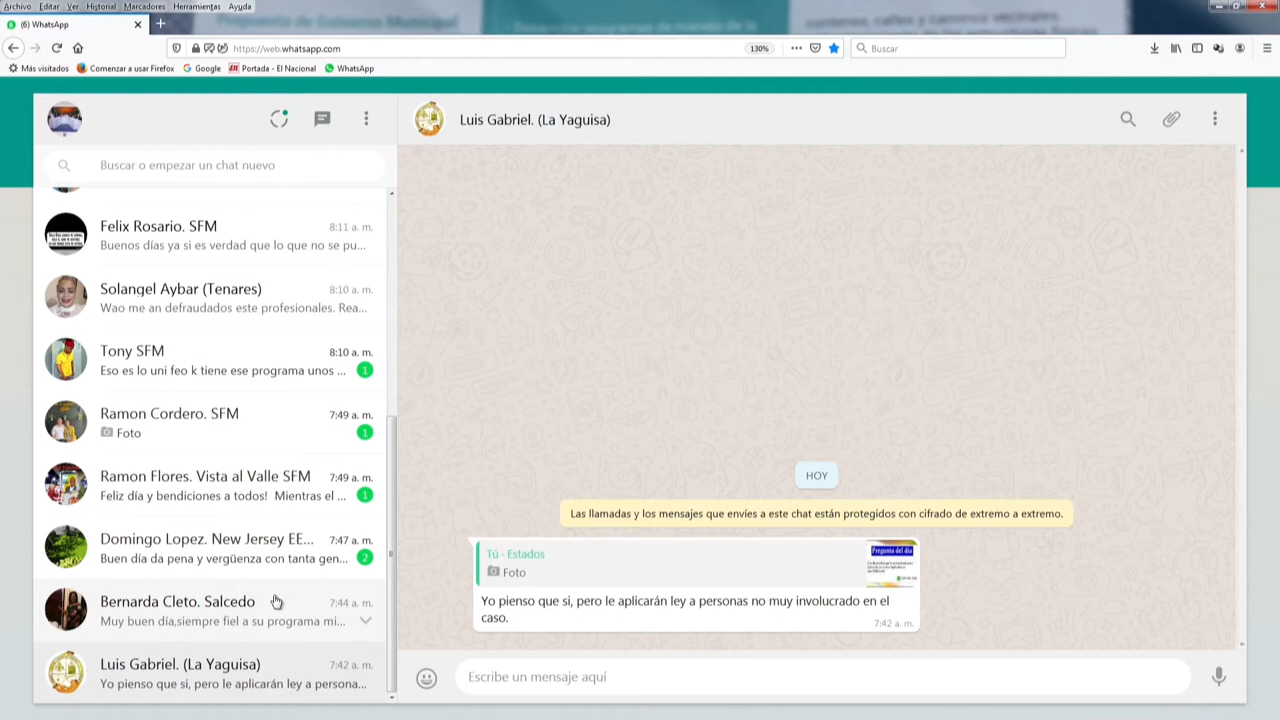 Archivo Editar Ver Historial Marcadores Herramientas Ayuda
(6) WhatsApp
https://web.whatsapp.com
130%
Buscar
Más visitados
Comenzar a usar Firefox
Google
Portada - El Nacional
WhatsApp
Buscar o empezar un chat nuevo
Felix Rosario. SFM
8:11 a. m.
Buenos días ya si es verdad que lo que no se pu...
Solangel Aybar (Tenares)
8:10 a. m.
Wao me an defraudados este profesionales. Rea...
Tony SFM
8:10 a. m.
Eso es lo uni feo k tiene ese programa unos ...
1
Ramon Cordero. SFM
7:49 a. m.
Foto
1
Ramon Flores. Vista al Valle SFM
7:49 a. m.
Feliz día y bendiciones a todos! Mientras el ...
1
Domingo Lopez. New Jersey EE...
7:47 a. m.
Buen día da pena y vergüenza con tanta gen...
2
Bernarda Cleto. Salcedo
7:44 a. m.
Muy buen día,siempre fiel a su programa mi...
Luis Gabriel. (La Yaguisa)
7:42 a. m.
Yo pienso que si, pero le aplicarán ley a persona...
Luis Gabriel. (La Yaguisa)
HOY
Las llamadas y los mensajes que envíes a este chat están protegidos con cifrado de extremo a extremo.
Tú · Estados
Foto
Pregunta del día
Yo pienso que si, pero le aplicarán ley a personas no muy involucrado en el
caso.
7:42 a. m.
Escribe un mensaje aquí